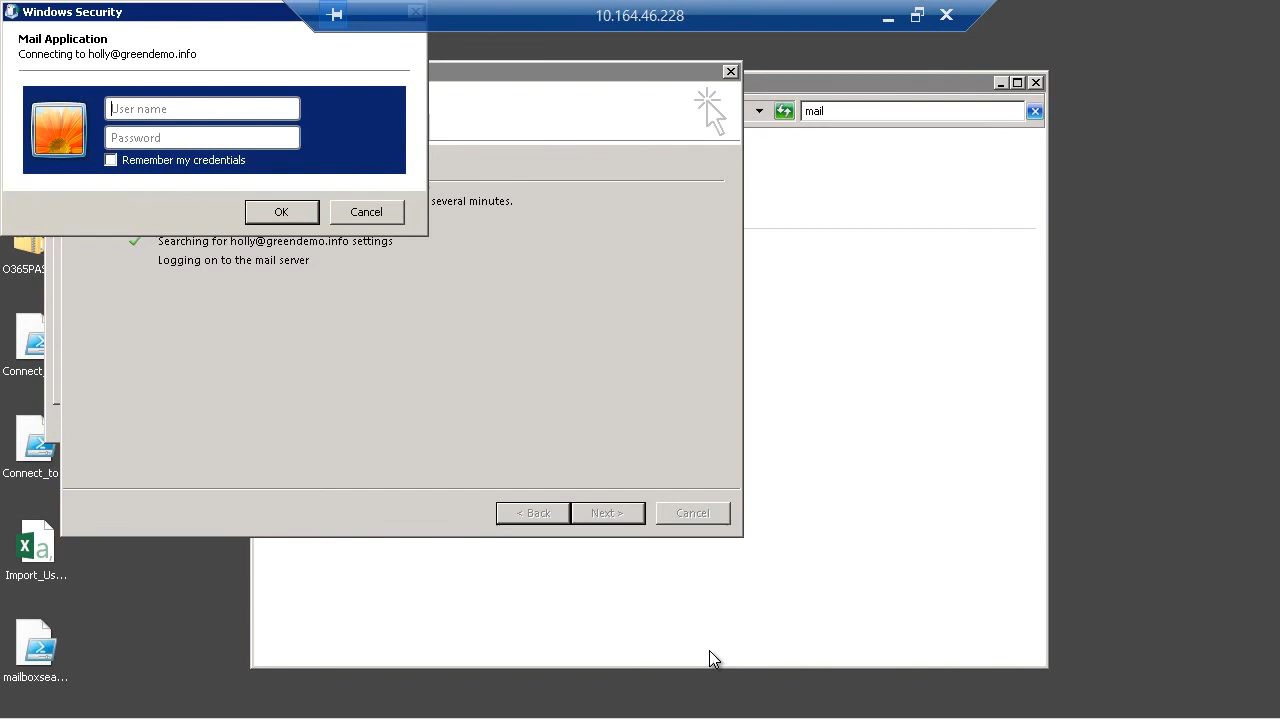 Windows Security
10.164.46.228
Mail Application
Connecting to holly@greendemo.info
User name
Password
Remember my credentials
OK
Cancel
mail
several minutes.
Searching for holly@greendemo.info settings
Logging on to the mail server
< Back
Next >
Cancel
O365PAS
Connect_
Connect_to
Import_Us...
mailboxsea...